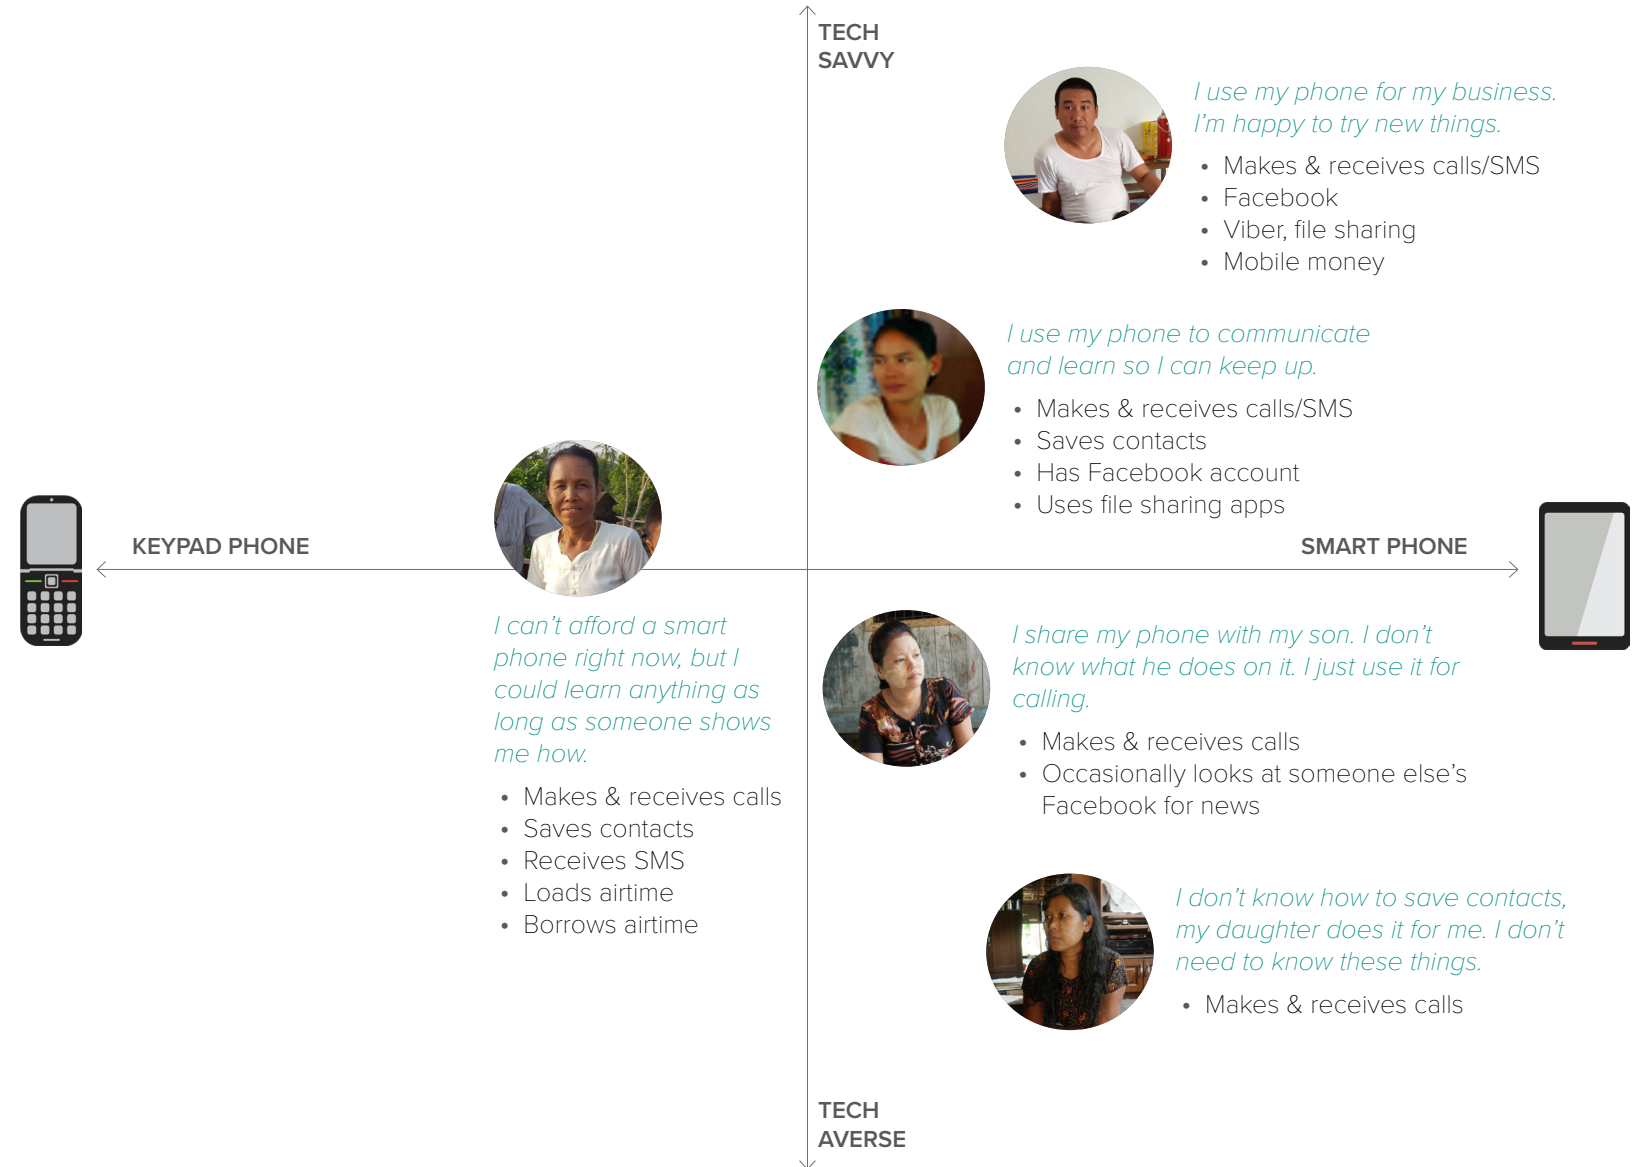 TECH
SAVVY
I use my phone for my business.
I'm happy to try new things.
• Makes & receives calls/SMS
• Facebook
• Viber, file sharing
• Mobile money
I use my phone to communicate
and learn so I can keep up.
• Makes & receives calls/SMS
• Saves contacts
• Has Facebook account
• Uses file sharing apps
KEYPAD PHONE
SMART PHONE
I can't afford a smart
phone right now, but I
could learn anything as
long as someone shows
me how.
• Makes & receives calls
• Saves contacts
• Receives SMS
• Loads airtime
• Borrows airtime
I share my phone with my son. I don't
know what he does on it. I just use it for
calling.
• Makes & receives calls
• Occasionally looks at someone else's
Facebook for news
I don't know how to save contacts,
my daughter does it for me. I don't
need to know these things.
• Makes & receives calls
TECH
AVERSE